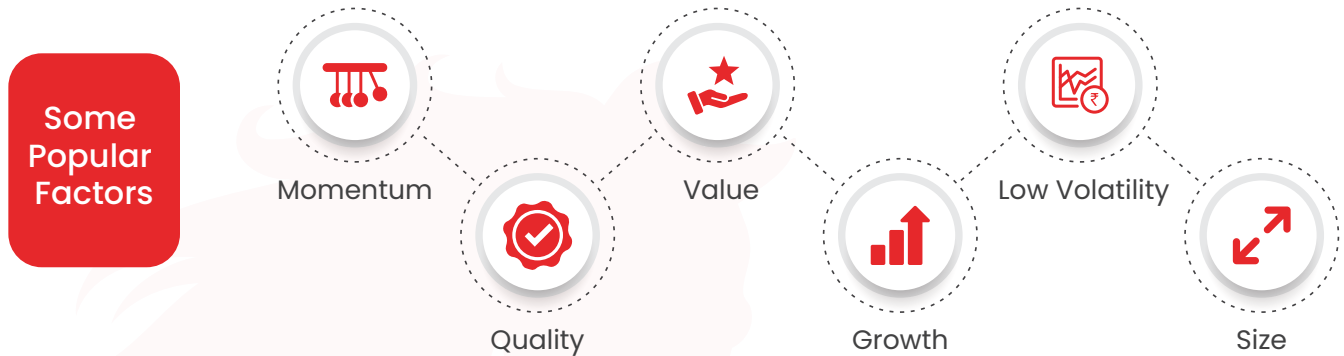 Some
Popular
Factors
Momentum
Quality
Value
Growth
Low Volatility
₹
Size